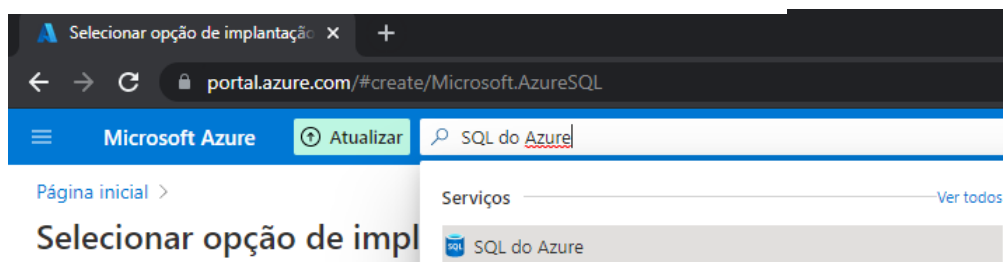 Selecionar opção de implantação
portal.azure.com/#create/Microsoft.AzureSQL
Microsoft Azure Atualizar SQL do Azure
Página inicial >
Serviços Ver todos
Selecionar opção de impl
SQL do Azure